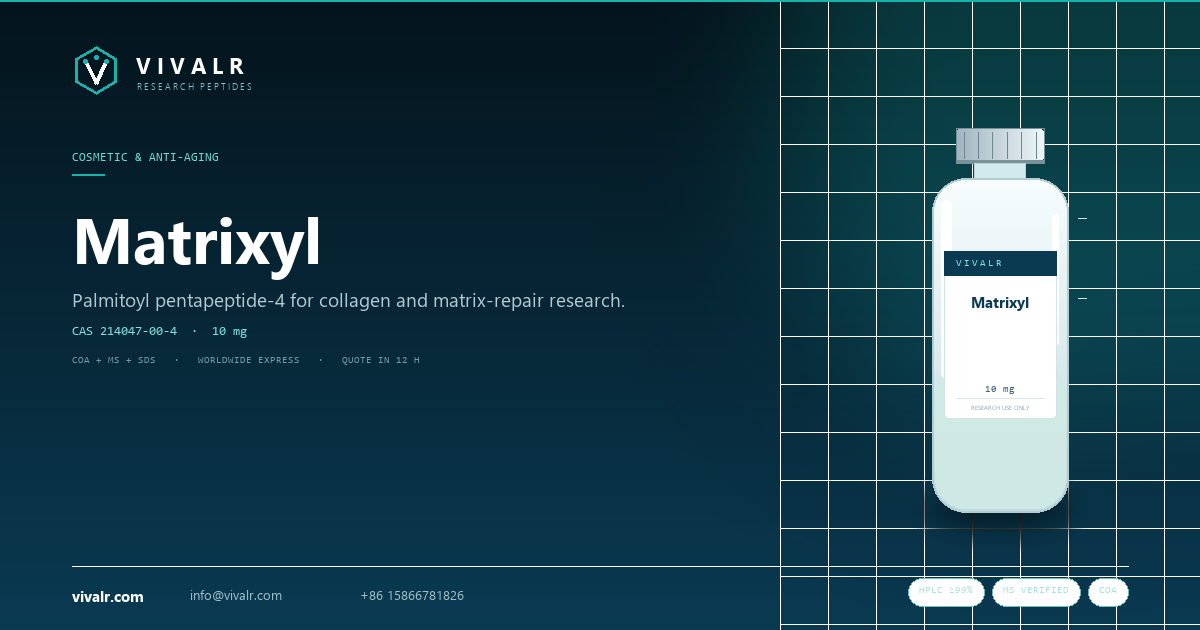 VIVALR
RESEARCH PEPTIDES
COSMETIC & ANTI-AGING
Matrixyl
Palmitoyl pentapeptide-4 for collagen and matrix-repair research.
CAS 214047-00-4 · 10 mg
COA + MS + SDS · WORLDWIDE EXPRESS · QUOTE IN 12 H
VIVALR
Matrixyl
10 mg
RESEARCH USE ONLY
vivalr.com info@vivalr.com +86 15866781826
HPLC ≥99% MS VERIFIED COA